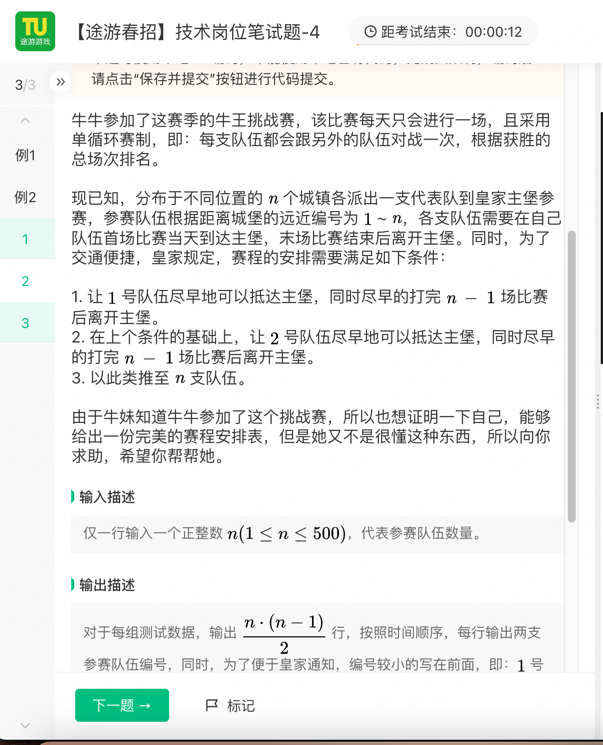 TU
途游游戏
【途游春招】技术岗位笔试题-4
距考试结束：00:00:12
3/3
»
例1
例2
1
2
3
请点击“保存并提交”按钮进行代码提交。
牛牛参加了这赛季的牛王挑战赛，该比赛每天只会进行一场，且采用
单循环赛制，即：每支队伍都会跟另外的队伍对战一次，根据获胜的
总场次排名。
现已知，分布于不同位置的 n 个城镇各派出一支代表队到皇家主堡参
赛，参赛队伍根据距离城堡的远近编号为 1 ~ n，各支队伍需要在自己
队伍首场比赛当天到达主堡，末场比赛结束后离开主堡。同时，为了
交通便捷，皇家规定，赛程的安排需要满足如下条件：
1. 让 1 号队伍尽早地可以抵达主堡，同时尽早的打完 n − 1 场比赛
后离开主堡。
2. 在上个条件的基础上，让 2 号队伍尽早地可以抵达主堡，同时尽早
的打完 n − 1 场比赛后离开主堡。
3. 以此类推至 n 支队伍。
由于牛妹知道牛牛参加了这个挑战赛，所以也想证明一下自己，能够
给出一份完美的赛程安排表，但是她又不是很懂这种东西，所以向你
求助，希望你帮帮她。
输入描述
仅一行输入一个正整数 n(1 ≤ n ≤ 500)，代表参赛队伍数量。
输出描述
对于每组测试数据，输出 n·(n−1)/2 行，按照时间顺序，每行输出两支
参赛队伍编号，同时，为了便于皇家通知，编号较小的写在前面，即：1 号
下一题 →
标记